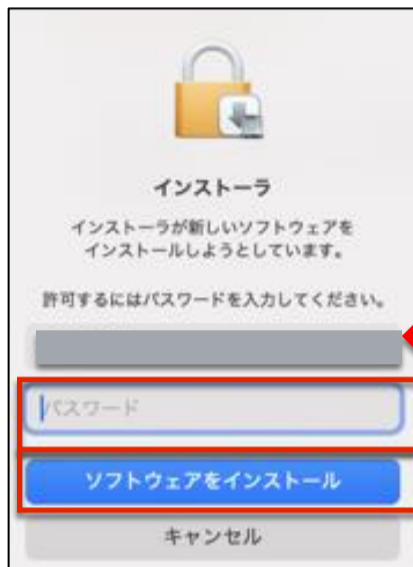 インストーラ
インストーラが新しいソフトウェアを
インストールしようとしています。
許可するにはパスワードを入力してください。
パスワード
ソフトウェアをインストール
キャンセル